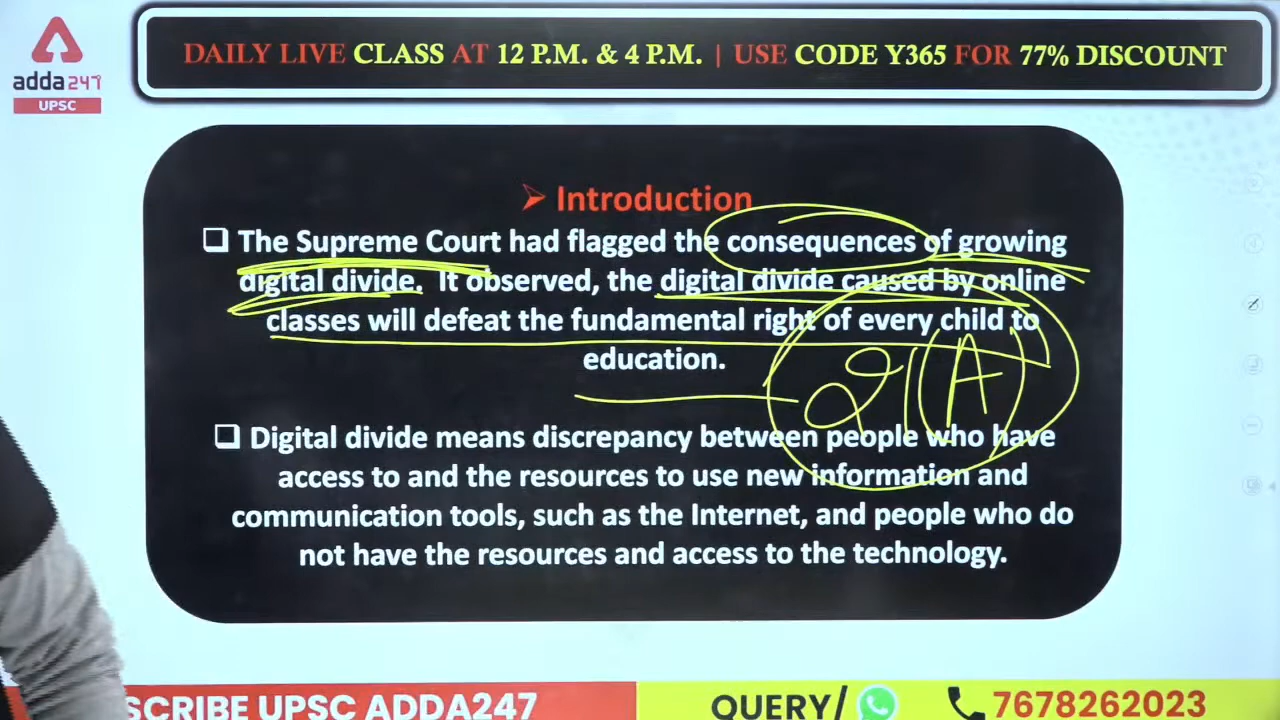 DAILY LIVE CLASS AT 12 P.M. & 4 P.M. | USE CODE Y365 FOR 77% DISCOUNT
adda247
UPSC
➢ Introduction
❑ The Supreme Court had flagged the consequences of growing
digital divide. It observed, the digital divide caused by online
classes will defeat the fundamental right of every child to
education.
21(A)
❑ Digital divide means discrepancy between people who have
access to and the resources to use new information and
communication tools, such as the Internet, and people who do
not have the resources and access to the technology.
SCRIBE UPSC ADDA247
QUERY/
7678262023